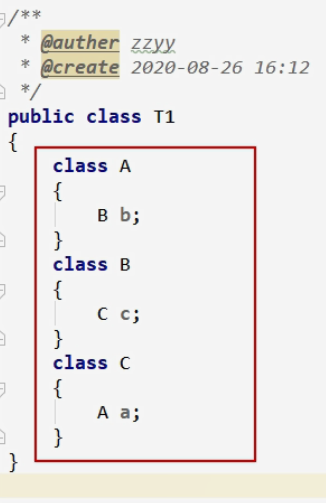 /**
 * @auther zzyy
 * @create 2020-08-26 16:12
 */
public class T1
{
    class A
    {
        B b;
    }
    class B
    {
        C c;
    }
    class C
    {
        A a;
    }
}